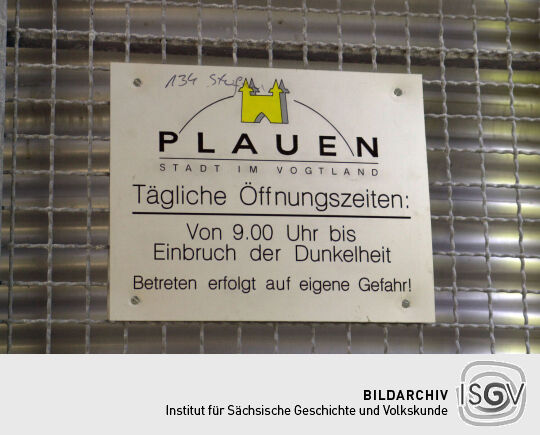 134 Stuf
PLAUEN
STADT IM VOGTLAND
Tägliche Öffnungszeiten:
Von 9.00 Uhr bis
Einbruch der Dunkelheit
Betreten erfolgt auf eigene Gefahr!
BILDARCHIV
Institut für Sächsische Geschichte und Volkskunde
ISGV